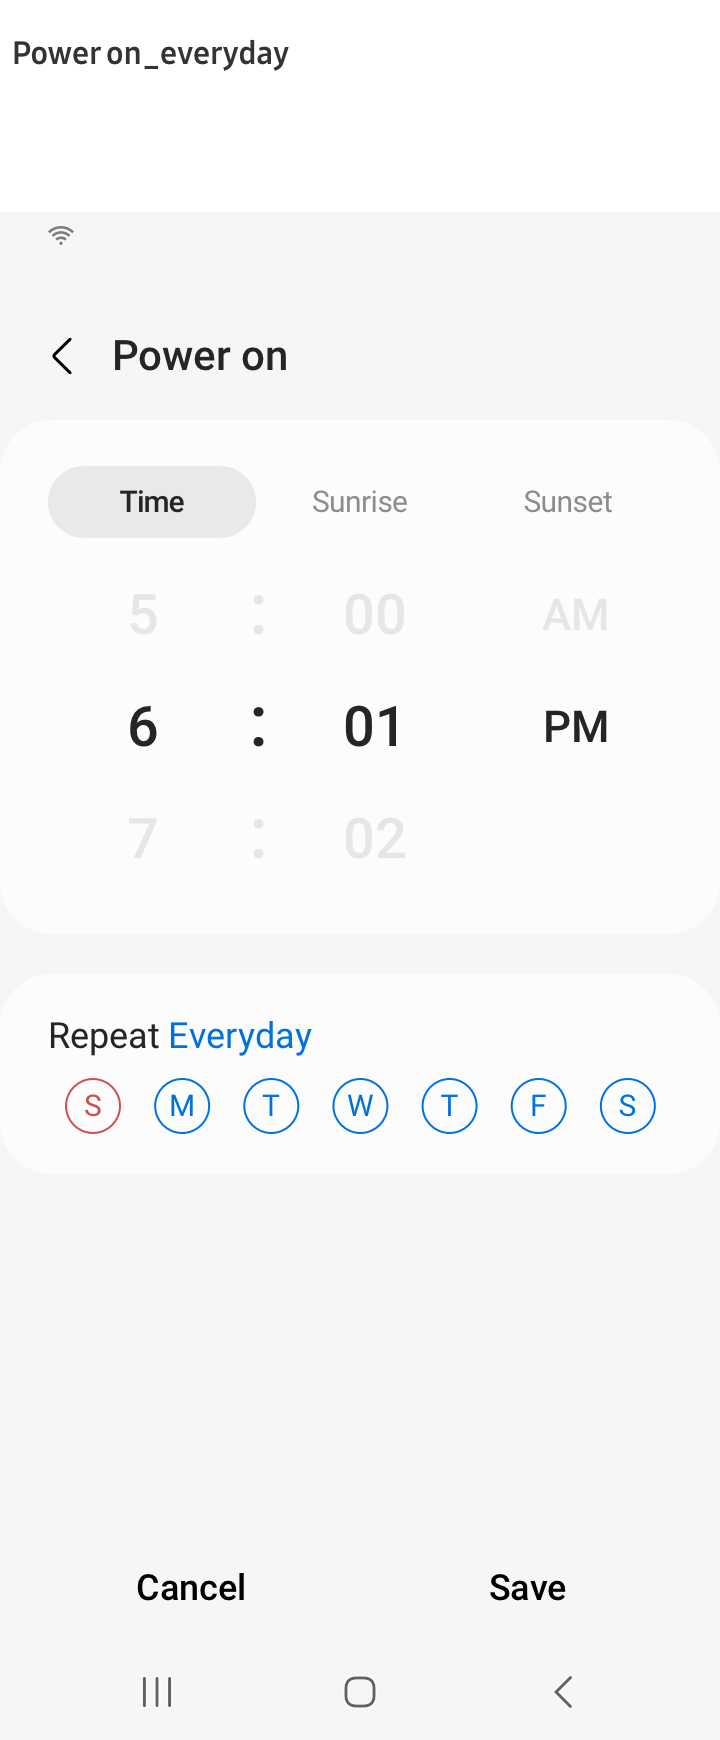 Power on_everyday
Power on
Time Sunrise Sunset
5 : 00 AM
6 : 01 PM
7 : 02
Repeat Everyday
S M T W T F S
Cancel Save